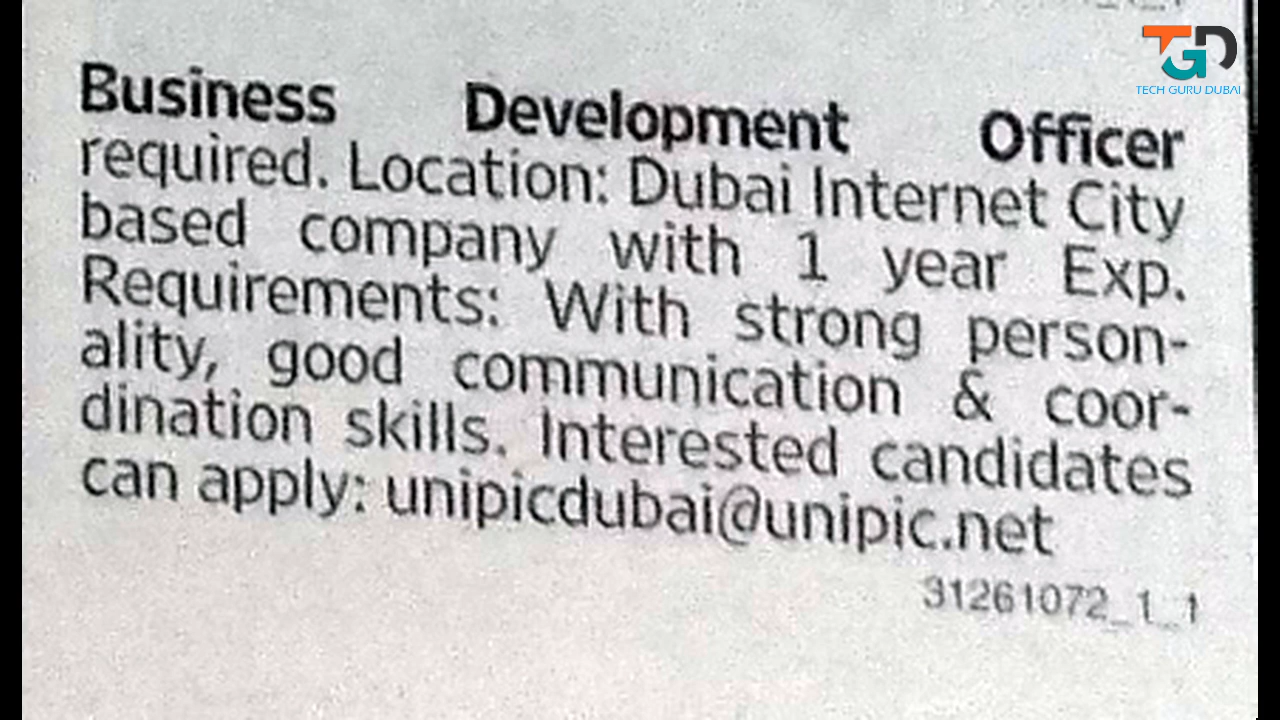 TGD
TECH GURU DUBAI
Business Development Officer
required. Location: Dubai Internet City
based company with 1 year Exp.
Requirements: With strong person-
ality, good communication & coor-
dination skills. Interested candidates
can apply: unipicdubai@unipic.net
31261072_1_1